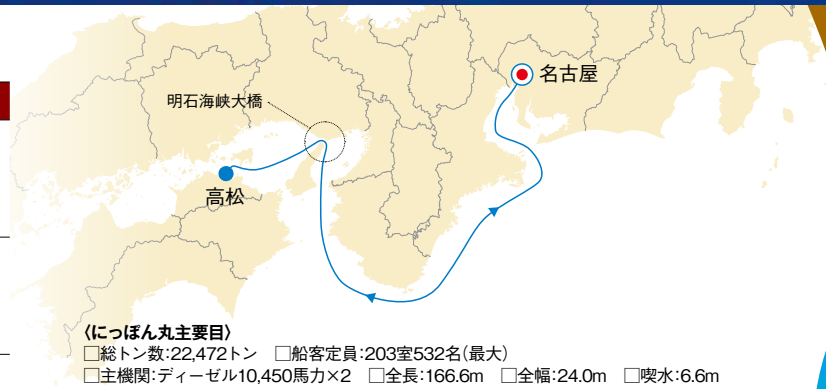 名古屋
明石海峡大橋
高松
〈にっぽん丸主要目〉
□総トン数:22,472トン □船客定員:203室532名(最大)
□主機関:ディーゼル10,450馬力×2 □全長:166.6m □全幅:24.0m □喫水:6.6m